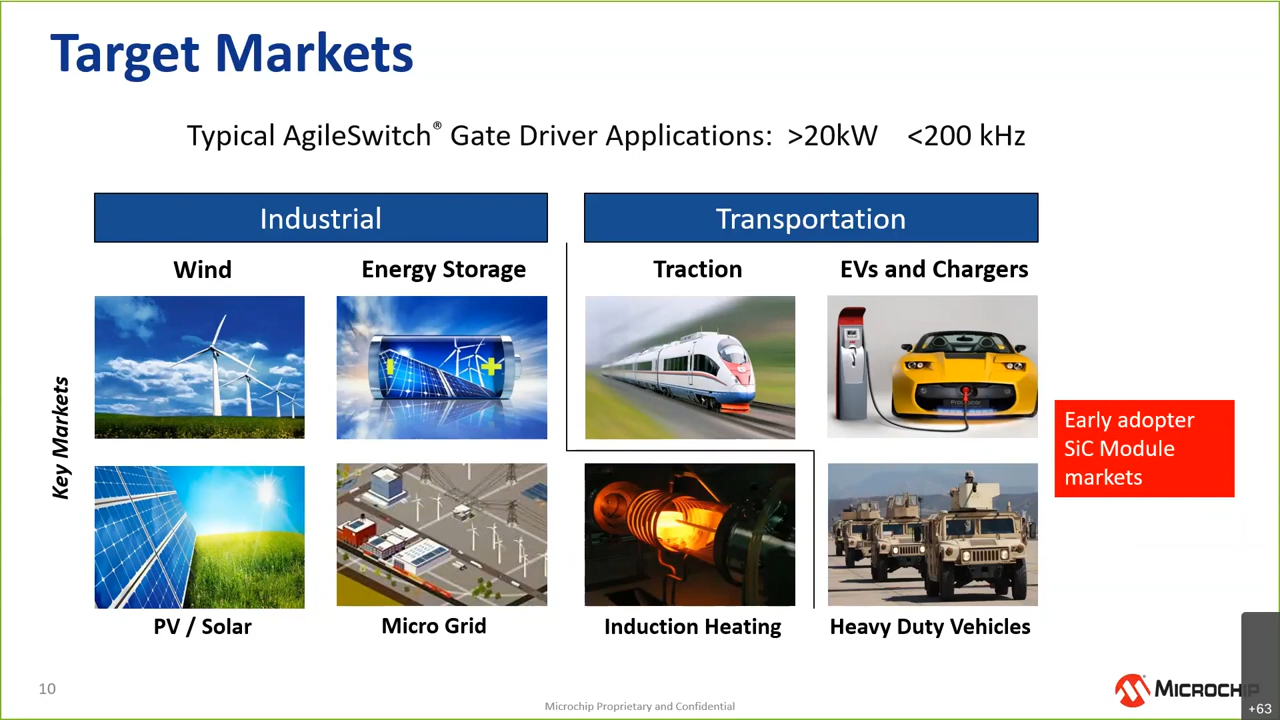 Target Markets
Typical AgileSwitch® Gate Driver Applications: >20kW <200 kHz
Industrial
Transportation
Wind
Energy Storage
Traction
EVs and Chargers
Key Markets
Early adopter
SiC Module
markets
PV / Solar
Micro Grid
Induction Heating
Heavy Duty Vehicles
10
Microchip Proprietary and Confidential
MICROCHIP
+63